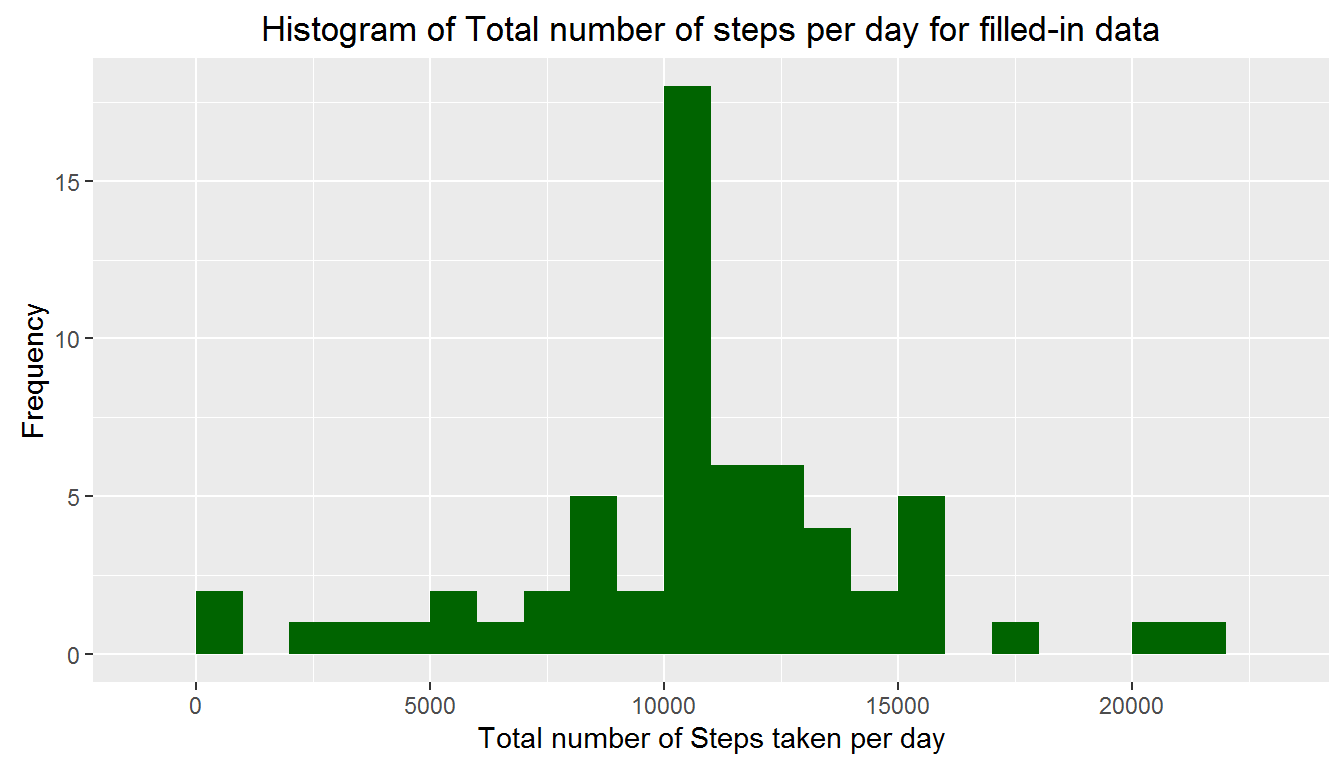 Histogram of Total number of steps per day for filled-in data
Frequency
15
10
5
0
0 5000 10000 15000 20000
Total number of Steps taken per day